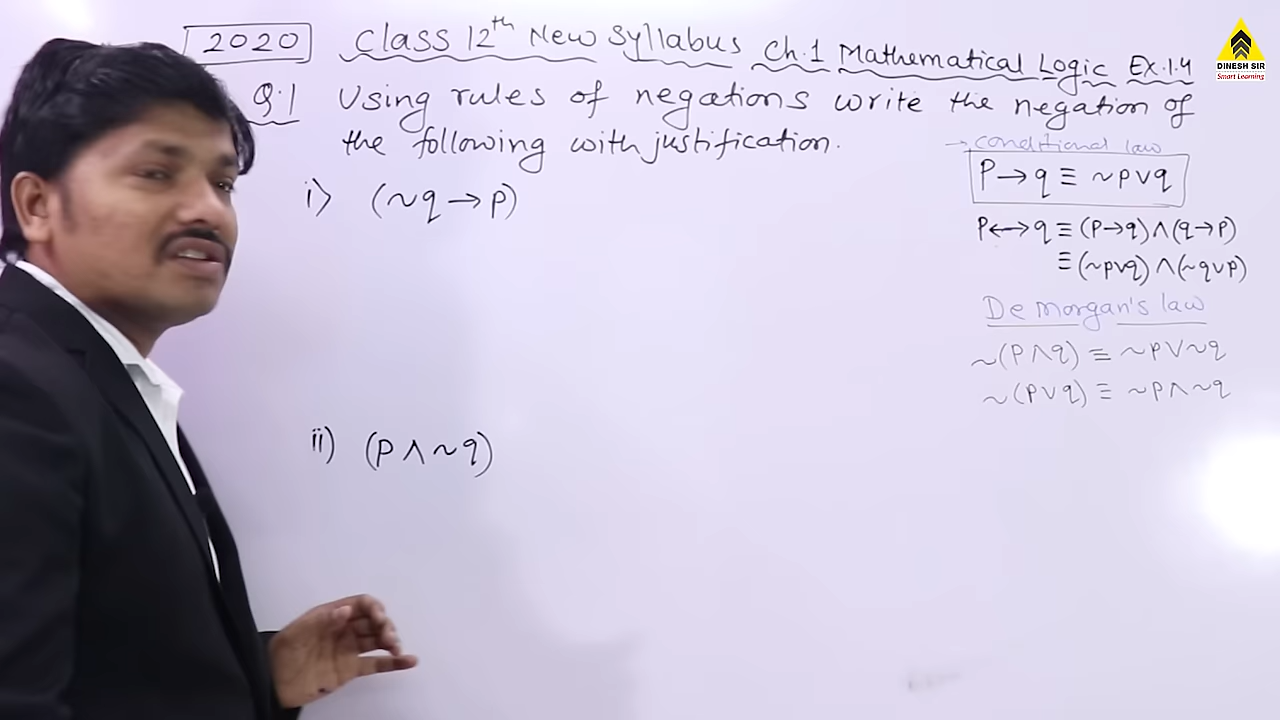 2020 Class 12th New Syllabus Ch.1 Mathematical Logic Ex.1.4
DINESH SIR
Smart Learning
Q.1 Using rules of negations write the negation of
the following with justification.
i) (~q → p)
ii) (p ∧ ~q)
→ conditional law
P → q ≡ ~p∨q
P ↔ q ≡ (P→q) ∧ (q→P)
≡ (~p∨q) ∧ (~q∨p)
De morgan's law
~(P∧q) ≡ ~P∨~q
~(P∨q) ≡ ~P∧~q